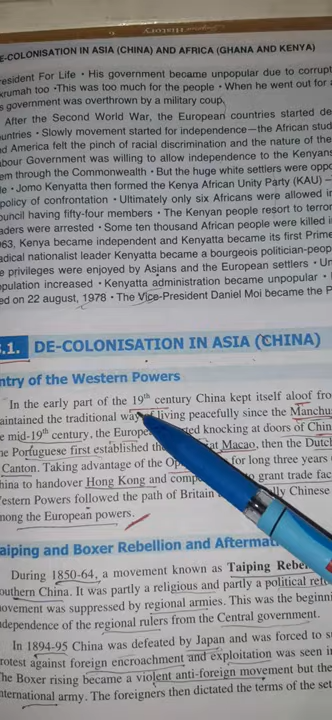 History
E-COLONISATION IN ASIA (CHINA) AND AFRICA (GHANA AND KENYA)
resident For Life • His government became unpopular due to corrupt
krumah too • This was too much for the people • When he went out for a
s government was overthrown by a military coup.
After the Second World War, the European countries started de
untries • Slowly movement started for independence—the African stud
d America felt the pinch of racial discrimination and the nature of the
bour Government was willing to allow independence to the Kenyans
em through the Commonwealth • But the huge white settlers were oppo
le • Jomo Kenyatta then formed the Kenya African Unity Party (KAU) —
policy of confrontation • Ultimately only six Africans were allowed in
ouncil having fifty-four members • The Kenyan people resort to terror
aders were arrested • Some ten thousand African people were killed i
963, Kenya became independent and Kenyatta became its first Prime
adical nationalist leader Kenyatta became a bourgeois politician-peop
e privileges were enjoyed by Asians and the European settlers • Un
opulation increased • Kenyatta administration became unpopular •
ed on 22 august, 1978 • The Vice-President Daniel Moi became the P
.1. DE-COLONISATION IN ASIA (CHINA)
ntry of the Western Powers
In the early part of the 19th century China kept itself aloof fro
aintained the traditional way of living peacefully since the Manchu
e mid-19th century, the Europe ted knocking at doors of Chin
e Portuguese first established th at Macao, then the Dutch
Canton. Taking advantage of the Op for long three years
hina to handover Hong Kong and compe to grant trade fac
estern Powers followed the path of Britain lly Chinese
mong the European powers.
aiping and Boxer Rebellion and Aftermat
During 1850-64, a movement known as Taiping Rebe
outhern China. It was partly a religious and partly a political refo
ovement was suppressed by regional armies. This was the beginni
ndependence of the regional rulers from the Central government.
In 1894-95 China was defeated by Japan and was forced to s
rotest against foreign encroachment and exploitation was seen i
he Boxer rising became a violent anti-foreign movement but the
nternational army. The foreigners then dictated the terms of the set